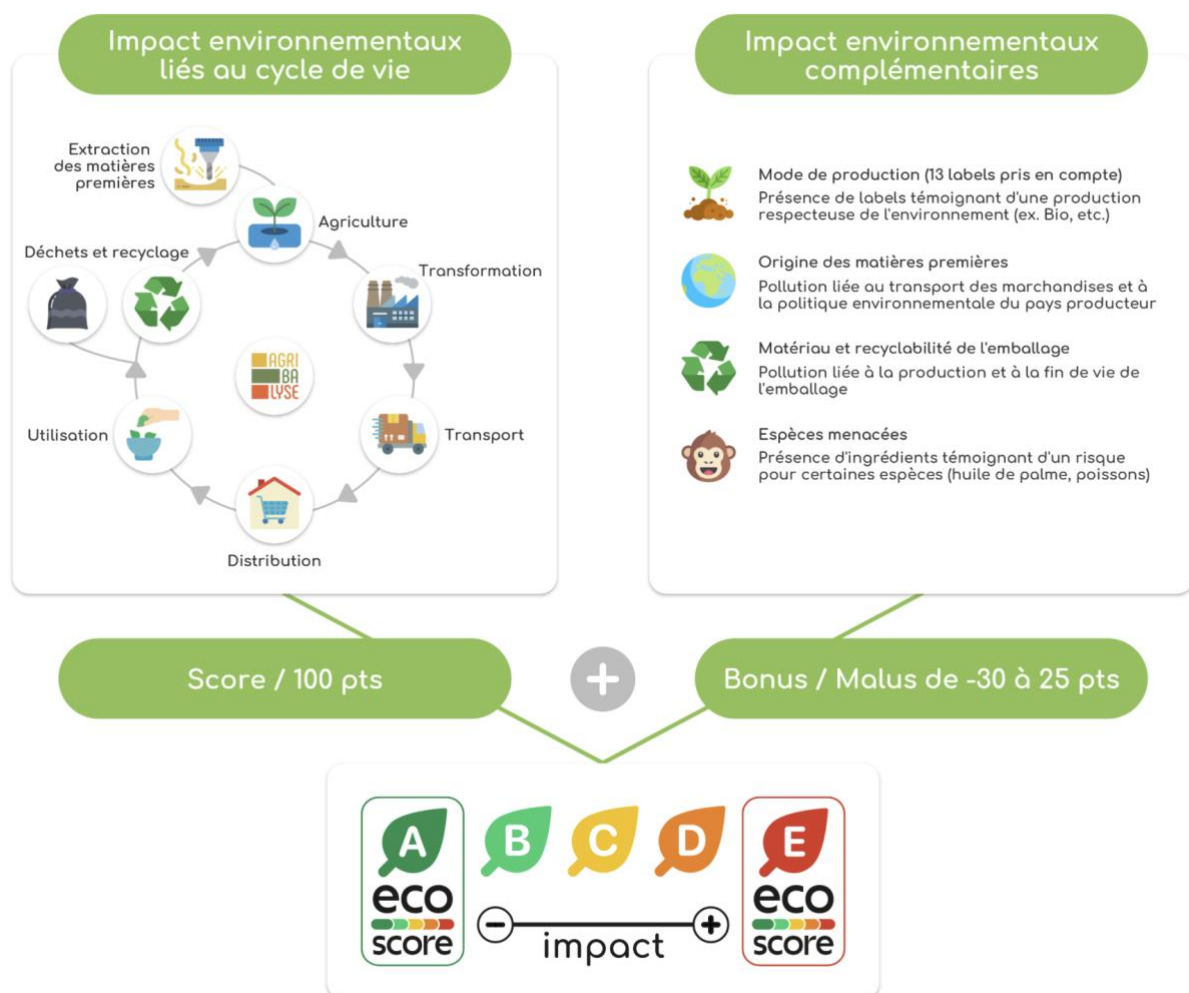 Impact environnementaux
liés au cycle de vie
Extraction
des matières
premières
Agriculture
Déchets et recyclage
Transformation
AGRI
BA
LYSE
Utilisation
Transport
Distribution
Impact environnementaux
complémentaires
Mode de production (13 labels pris en compte)
Présence de labels témoignant d'une production
respecteuse de l'environnement (ex. Bio, etc.)
Origine des matières premières
Pollution liée au transport des marchandises et à
la politique environnementale du pays producteur
Matériau et recyclabilité de l'emballage
Pollution liée à la production et à la fin de vie de
l'emballage
Espèces menacées
Présence d'ingrédients témoignant d'un risque
pour certaines espèces (huile de palme, poissons)
Score / 100 pts
+
Bonus / Malus de -30 à 25 pts
A
eco
score
B
C
D
E
eco
score
-
impact
+